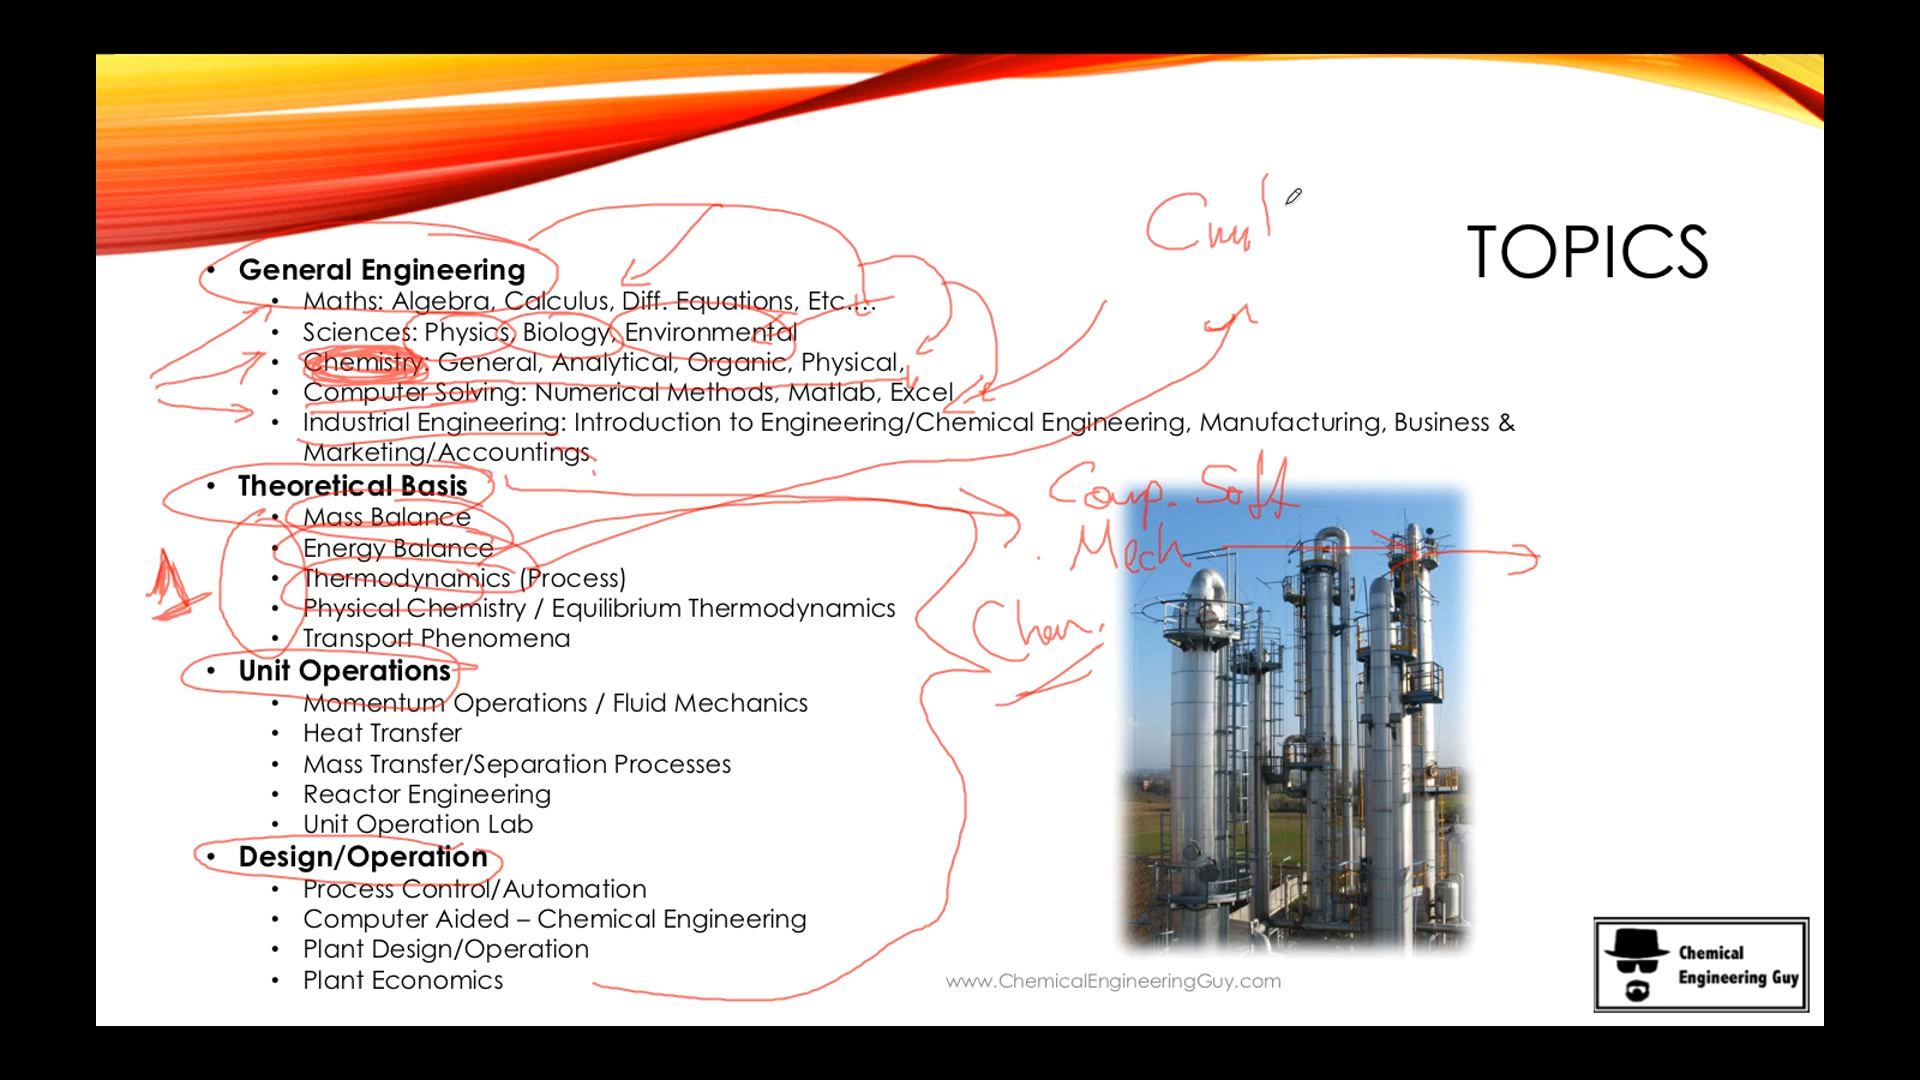 TOPICS
• General Engineering
• Maths: Algebra, Calculus, Diff. Equations, Etc….
• Sciences: Physics, Biology, Environmental
• Chemistry: General, Analytical, Organic, Physical,
• Computer Solving: Numerical Methods, Matlab, Excel
• Industrial Engineering: Introduction to Engineering/Chemical Engineering, Manufacturing, Business &
Marketing/Accountings
• Theoretical Basis
• Mass Balance
• Energy Balance
• Thermodynamics (Process)
• Physical Chemistry / Equilibrium Thermodynamics
• Transport Phenomena
• Unit Operations
• Momentum Operations / Fluid Mechanics
• Heat Transfer
• Mass Transfer/Separation Processes
• Reactor Engineering
• Unit Operation Lab
• Design/Operation
• Process Control/Automation
• Computer Aided – Chemical Engineering
• Plant Design/Operation
• Plant Economics
1
Comp. Soft
Mech
Chem.
www.ChemicalEngineeringGuy.com
Chemical
Engineering Guy